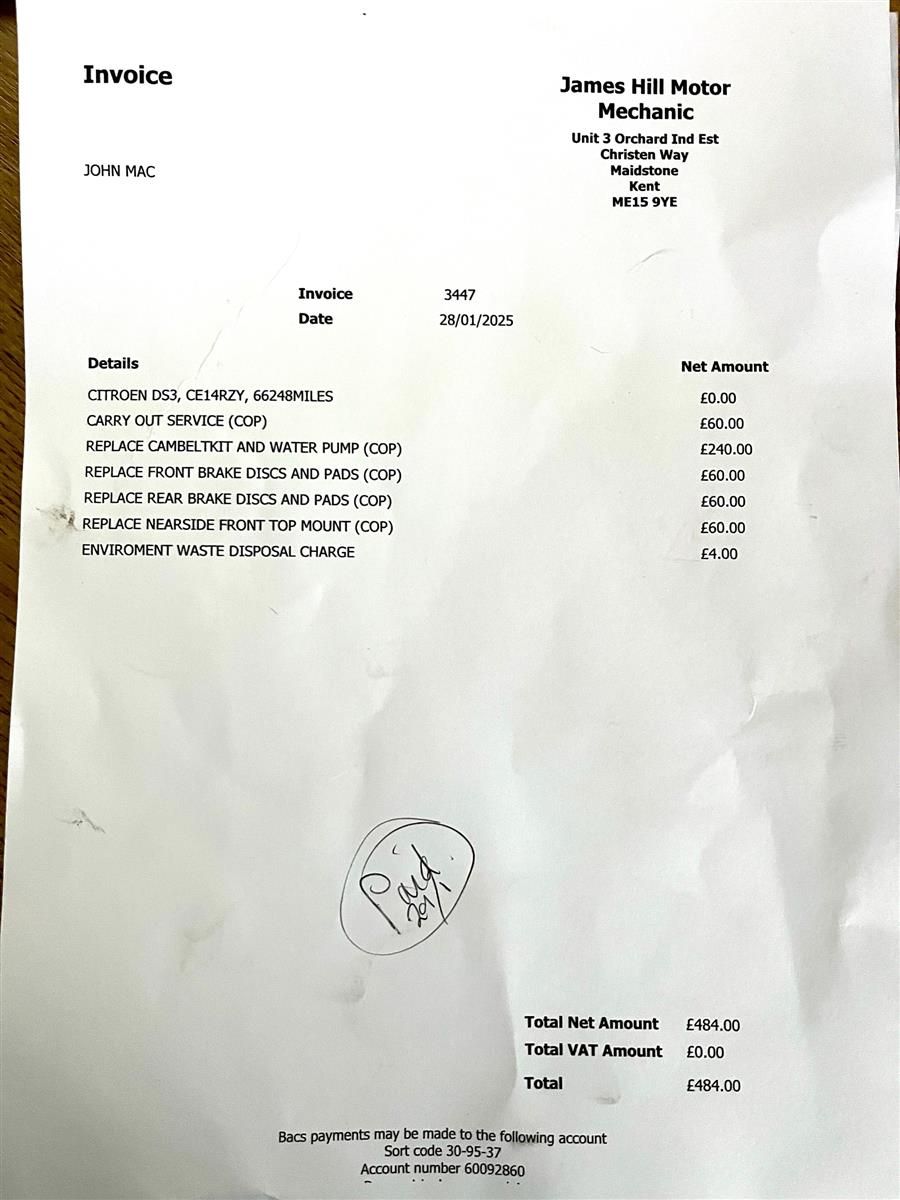 Invoice
James Hill Motor
Mechanic
Unit 3 Orchard Ind Est
Christen Way
Maidstone
Kent
ME15 9YE
JOHN MAC
Invoice 3447
Date 28/01/2025
Details Net Amount
CITROEN DS3, CE14RZY, 66248MILES £0.00
CARRY OUT SERVICE (COP) £60.00
REPLACE CAMBELTKIT AND WATER PUMP (COP) £240.00
REPLACE FRONT BRAKE DISCS AND PADS (COP) £60.00
REPLACE REAR BRAKE DISCS AND PADS (COP) £60.00
REPLACE NEARSIDE FRONT TOP MOUNT (COP) £60.00
ENVIROMENT WASTE DISPOSAL CHARGE £4.00
Paid.
29/1
Total Net Amount £484.00
Total VAT Amount £0.00
Total £484.00
Bacs payments may be made to the following account
Sort code 30-95-37
Account number 60092860